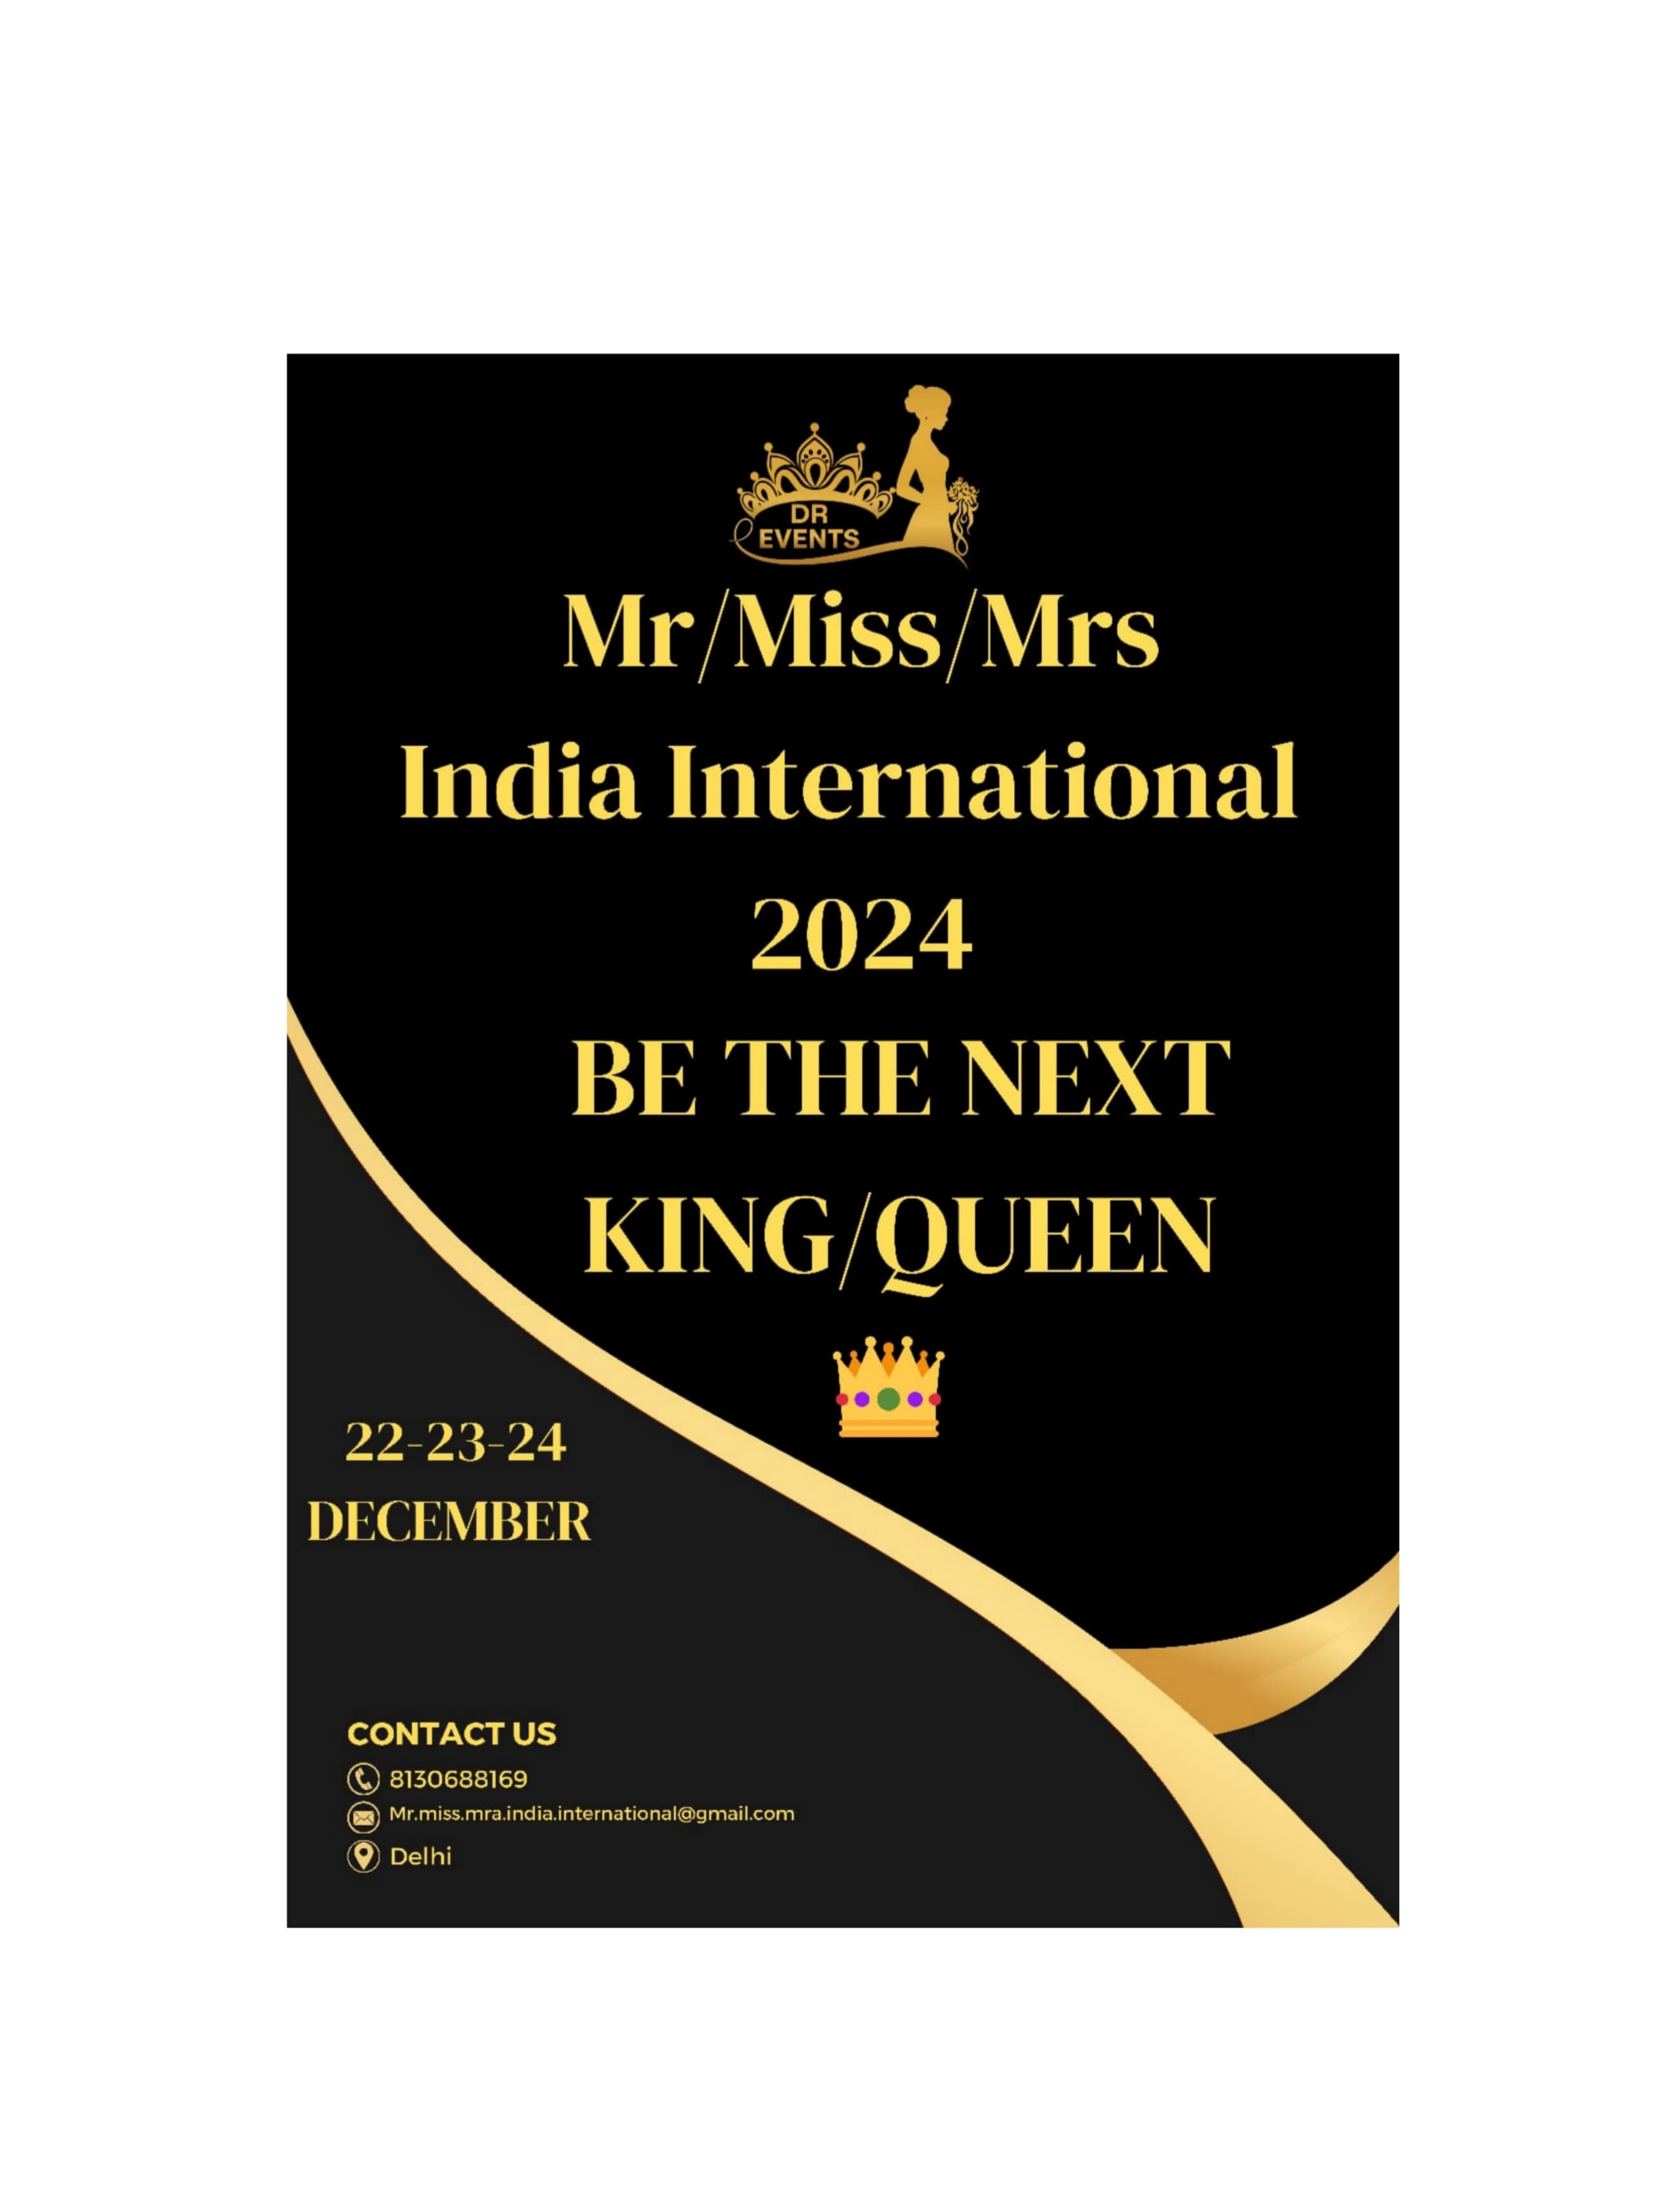 DR
EVENTS
Mr/Miss/Mrs
India International
2024
BE THE NEXT
KING/QUEEN
22-23-24
DECEMBER
CONTACT US
8130688169
Mr.miss.mra.india.international@gmail.com
Delhi